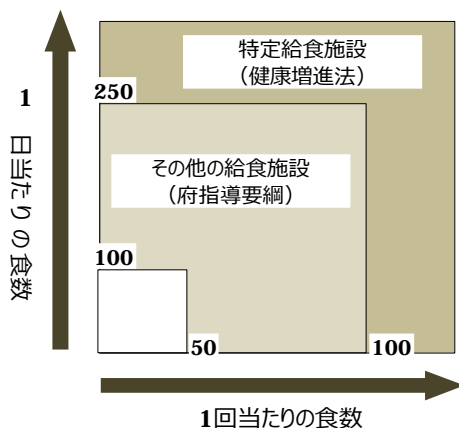 特定給食施設
（健康増進法）
1
日当たりの食数
250
その他の給食施設
（府指導要綱）
100
50
100
1回当たりの食数